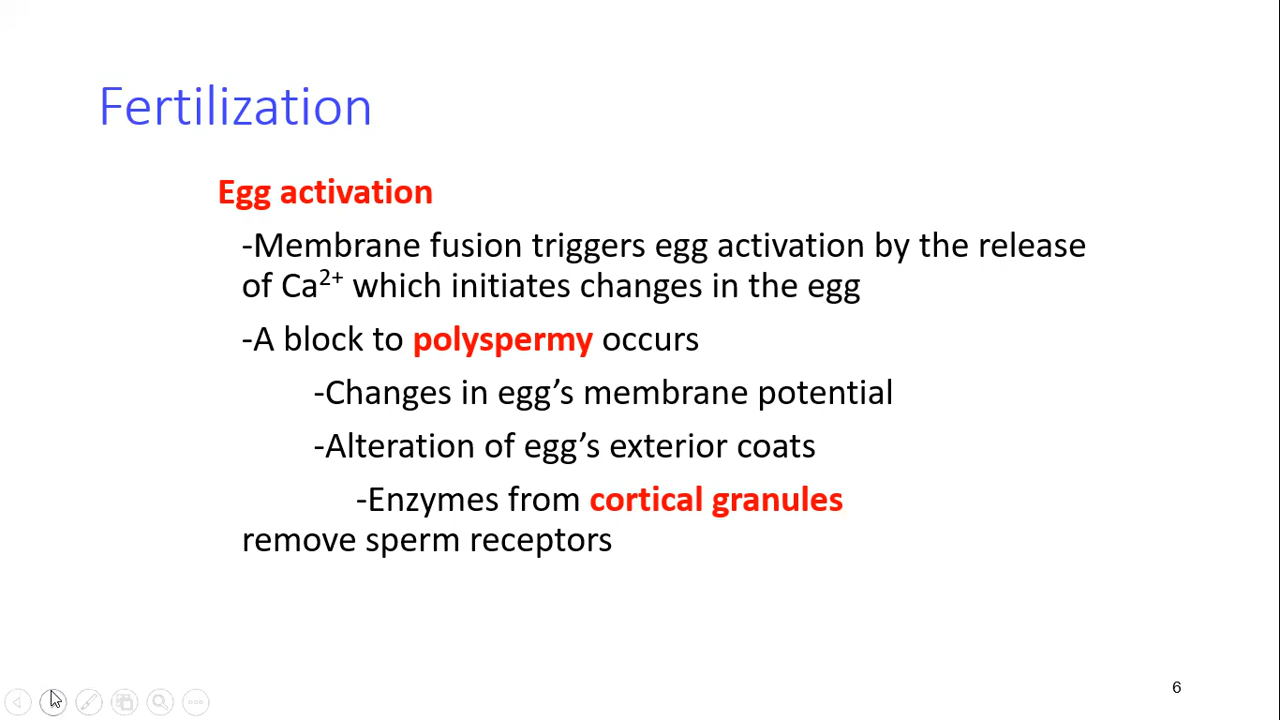 Fertilization
Egg activation
-Membrane fusion triggers egg activation by the release
of Ca²⁺ which initiates changes in the egg
-A block to polyspermy occurs
-Changes in egg’s membrane potential
-Alteration of egg’s exterior coats
-Enzymes from cortical granules
remove sperm receptors
6